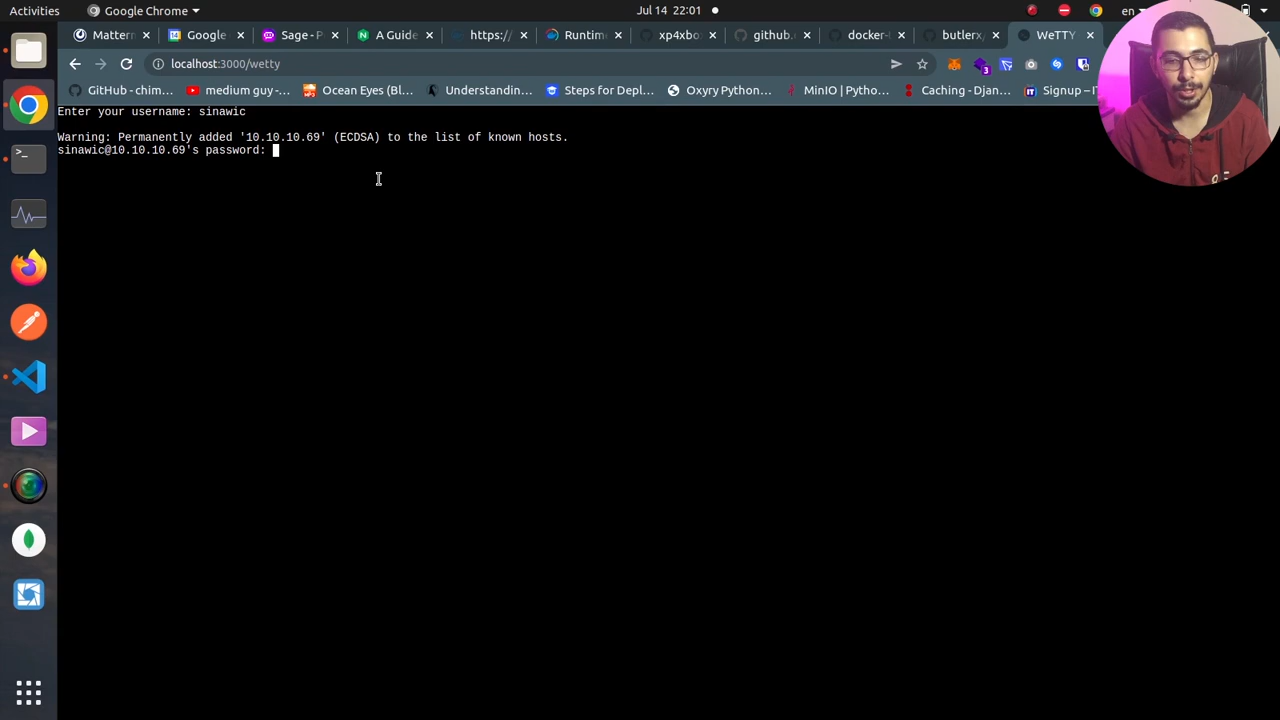 Activities
Google Chrome
Jul 14 22:01
en
Matterm
Google
Sage - P
A Guide
https:/
Runtime
xp4xbo
github.
docker-
butlerx/
WeTTY
localhost:3000/wetty
3
GitHub - chim...
medium guy -...
Ocean Eyes (Bl...
Understandin...
Steps for Depl...
Oxyry Python...
MinIO | Pytho...
Caching - Djan...
Signup – IT
Enter your username: sinawic
Warning: Permanently added '10.10.10.69' (ECDSA) to the list of known hosts.
sinawic@10.10.10.69's password: